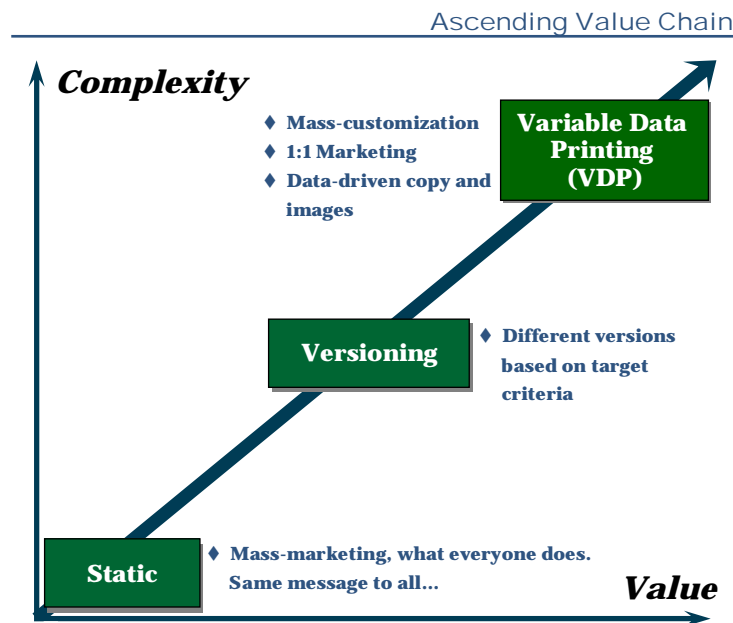 Ascending Value Chain
Complexity
♦ Mass-customization
♦ 1:1 Marketing
♦ Data-driven copy and
images
Variable Data
Printing
(VDP)
Versioning
♦ Different versions
based on target
criteria
Static
♦ Mass-marketing, what everyone does.
Same message to all...
Value